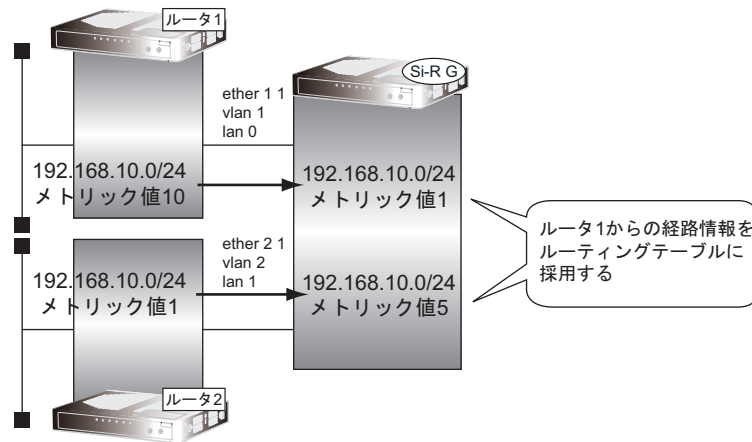 ルータ1
Si-R G
ether 1 1
vlan 1
lan 0
192.168.10.0/24
メトリック値10
192.168.10.0/24
メトリック値1
ルータ1からの経路情報を
ルーティングテーブルに
採用する
ether 2 1
vlan 2
lan 1
192.168.10.0/24
メトリック値1
192.168.10.0/24
メトリック値5
ルータ2